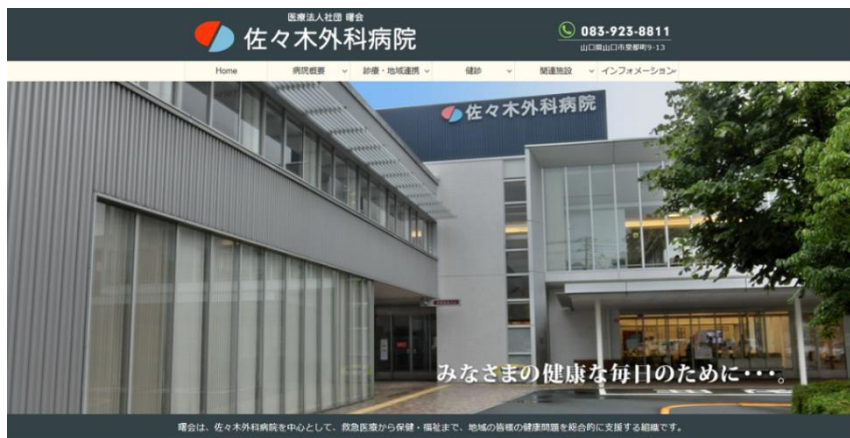 医療法人社団 曙会
佐々木外科病院
083-923-8811
山口県山口市泉都町9-13
Home 病院概要 診療・地域連携 健診 関連施設 インフォメーション
佐々木外科病院
みなさまの健康な毎日のために・・・。
曙会は、佐々木外科病院を中心として、救急医療から保健・福祉まで、地域の皆様の健康問題を総合的に支援する組織です。